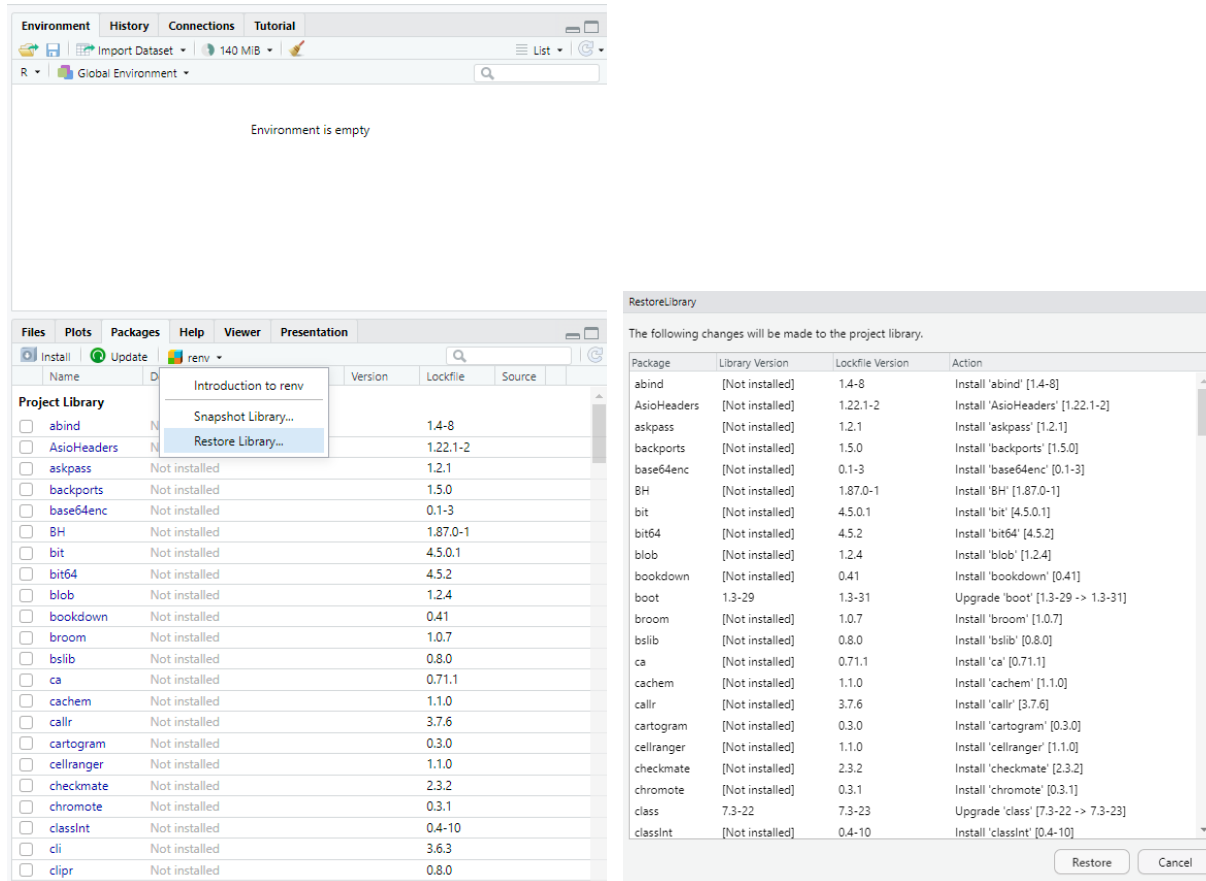 Environment History Connections Tutorial
Import Dataset 140 MiB List
R Global Environment
Environment is empty
Files Plots Packages Help Viewer Presentation
Install Update renv
Name D Version Lockfile Source
Introduction to renv
Snapshot Library...
Restore Library...
Project Library
abind N 1.4-8
AsioHeaders N 1.22.1-2
askpass Not installed 1.2.1
backports Not installed 1.5.0
base64enc Not installed 0.1-3
BH Not installed 1.87.0-1
bit Not installed 4.5.0.1
bit64 Not installed 4.5.2
blob Not installed 1.2.4
bookdown Not installed 0.41
broom Not installed 1.0.7
bslib Not installed 0.8.0
ca Not installed 0.71.1
cachem Not installed 1.1.0
callr Not installed 3.7.6
cartogram Not installed 0.3.0
cellranger Not installed 1.1.0
checkmate Not installed 2.3.2
chromote Not installed 0.3.1
classInt Not installed 0.4-10
cli Not installed 3.6.3
clipr Not installed 0.8.0
RestoreLibrary
The following changes will be made to the project library.
Package Library Version Lockfile Version Action
abind [Not installed] 1.4-8 Install 'abind' [1.4-8]
AsioHeaders [Not installed] 1.22.1-2 Install 'AsioHeaders' [1.22.1-2]
askpass [Not installed] 1.2.1 Install 'askpass' [1.2.1]
backports [Not installed] 1.5.0 Install 'backports' [1.5.0]
base64enc [Not installed] 0.1-3 Install 'base64enc' [0.1-3]
BH [Not installed] 1.87.0-1 Install 'BH' [1.87.0-1]
bit [Not installed] 4.5.0.1 Install 'bit' [4.5.0.1]
bit64 [Not installed] 4.5.2 Install 'bit64' [4.5.2]
blob [Not installed] 1.2.4 Install 'blob' [1.2.4]
bookdown [Not installed] 0.41 Install 'bookdown' [0.41]
boot 1.3-29 1.3-31 Upgrade 'boot' [1.3-29 -> 1.3-31]
broom [Not installed] 1.0.7 Install 'broom' [1.0.7]
bslib [Not installed] 0.8.0 Install 'bslib' [0.8.0]
ca [Not installed] 0.71.1 Install 'ca' [0.71.1]
cachem [Not installed] 1.1.0 Install 'cachem' [1.1.0]
callr [Not installed] 3.7.6 Install 'callr' [3.7.6]
cartogram [Not installed] 0.3.0 Install 'cartogram' [0.3.0]
cellranger [Not installed] 1.1.0 Install 'cellranger' [1.1.0]
checkmate [Not installed] 2.3.2 Install 'checkmate' [2.3.2]
chromote [Not installed] 0.3.1 Install 'chromote' [0.3.1]
class 7.3-22 7.3-23 Upgrade 'class' [7.3-22 -> 7.3-23]
classInt [Not installed] 0.4-10 Install 'classInt' [0.4-10]
Restore Cancel